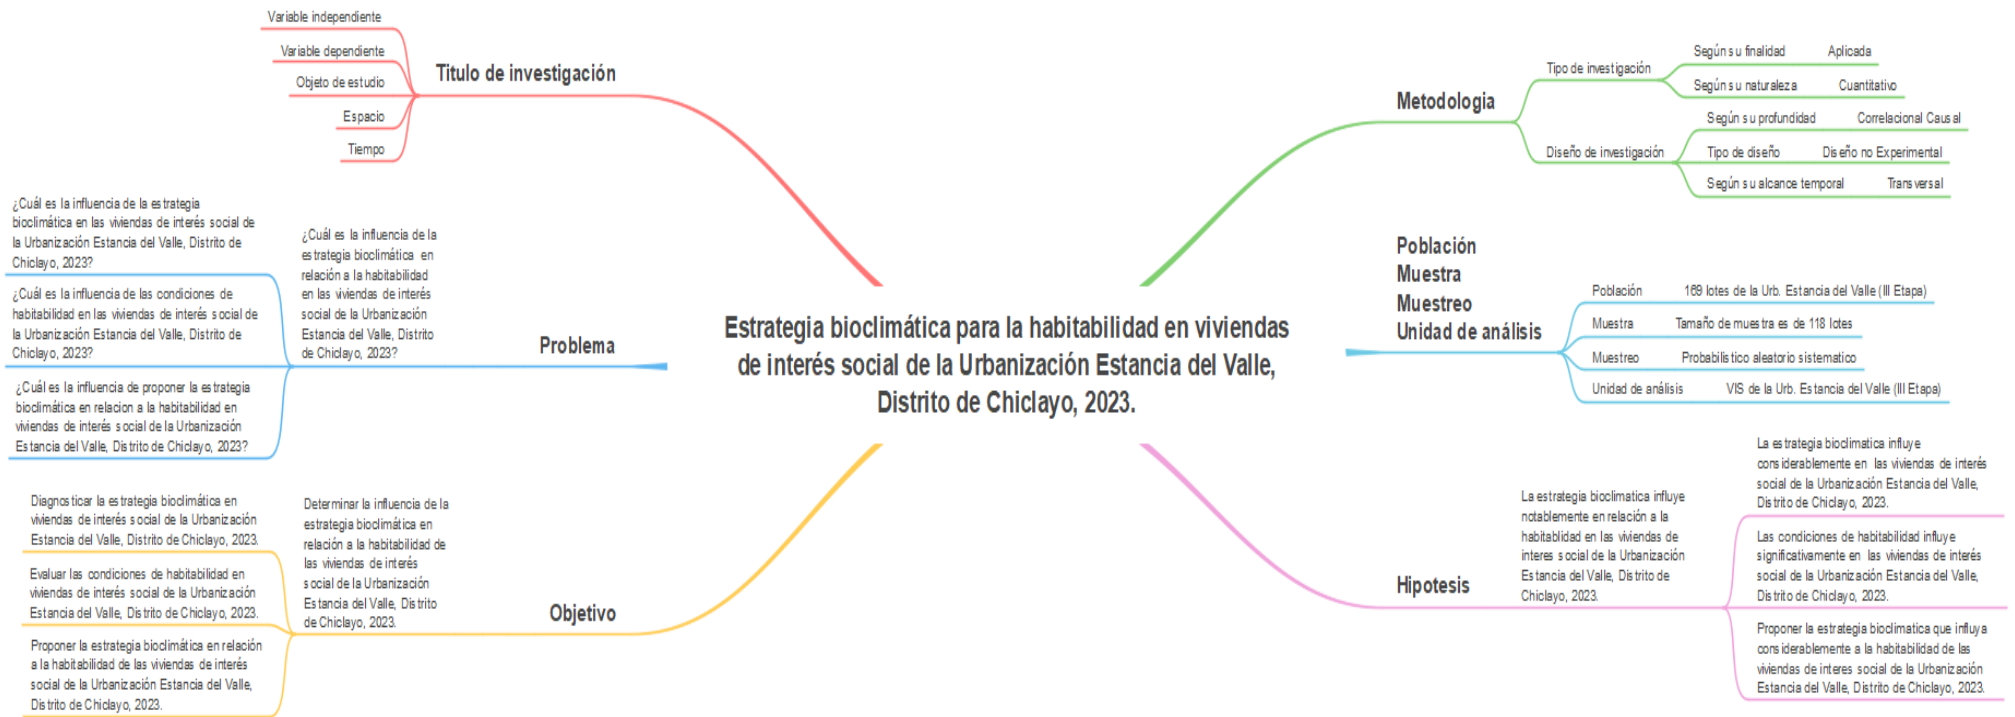 Variable independiente
Variable dependiente
Objeto de estudio
Espacio
Tiempo
Titulo de investigación
¿Cuál es la influencia de la estrategia
bioclimática en las viviendas de interés social de
la Urbanización Estancia del Valle, Distrito de
Chiclayo, 2023?
¿Cuál es la influencia de las condiciones de
habitabilidad en las viviendas de interés social de
la Urbanización Estancia del Valle, Distrito de
Chiclayo, 2023?
¿Cuál es la influencia de proponer la estrategia
bioclimática en relacion a la habitabilidad en
viviendas de interés social de la Urbanización
Estancia del Valle, Distrito de Chiclayo, 2023?
¿Cuál es la influencia de la
estrategia bioclimática en
relación a la habitabilidad
en las viviendas de interés
social de la Urbanización
Estancia del Valle, Distrito
de Chiclayo, 2023?
Problema
Diagnosticar la estrategia bioclimática en
viviendas de interés social de la Urbanización
Estancia del Valle, Distrito de Chiclayo, 2023.
Evaluar las condiciones de habitabilidad en
viviendas de interés social de la Urbanización
Estancia del Valle, Distrito de Chiclayo, 2023.
Proponer la estrategia bioclimática en relación
a la habitabilidad de las viviendas de interés
social de la Urbanización Estancia del Valle,
Distrito de Chiclayo, 2023.
Determinar la influencia de la
estrategia bioclimática en
relación a la habitabilidad de
las viviendas de interés
social de la Urbanización
Estancia del Valle, Distrito
de Chiclayo, 2023.
Objetivo
Estrategia bioclimática para la habitabilidad en viviendas
de interés social de la Urbanización Estancia del Valle,
Distrito de Chiclayo, 2023.
Metodologia
Tipo de investigación
Según su finalidad Aplicada
Según su naturaleza Cuantitativo
Diseño de investigación
Según su profundidad Correlacional Causal
Tipo de diseño Diseño no Experimental
Según su alcance temporal Transversal
Población
Muestra
Muestreo
Unidad de análisis
Población 169 lotes de la Urb. Estancia del Valle (III Etapa)
Muestra Tamaño de muestra es de 118 lotes
Muestreo Probabilistico aleatorio sistematico
Unidad de análisis VIS de la Urb. Estancia del Valle (III Etapa)
Hipotesis
La estrategia bioclimatica influye
notablemente en relación a la
habitablidad en las viviendas de
interes social de la Urbanización
Estancia del Valle, Distrito de
Chiclayo, 2023.
La estrategia bioclimatica influye
considerablemente en las viviendas de interés
social de la Urbanización Estancia del Valle,
Distrito de Chiclayo, 2023.
Las condiciones de habitabilidad influye
significativamente en las viviendas de interés
social de la Urbanización Estancia del Valle,
Distrito de Chiclayo, 2023.
Proponer la estrategia bioclimatica que influya
considerablemente a la habitabilidad de las
viviendas de interes social de la Urbanización
Estancia del Valle, Distrito de Chiclayo, 2023.